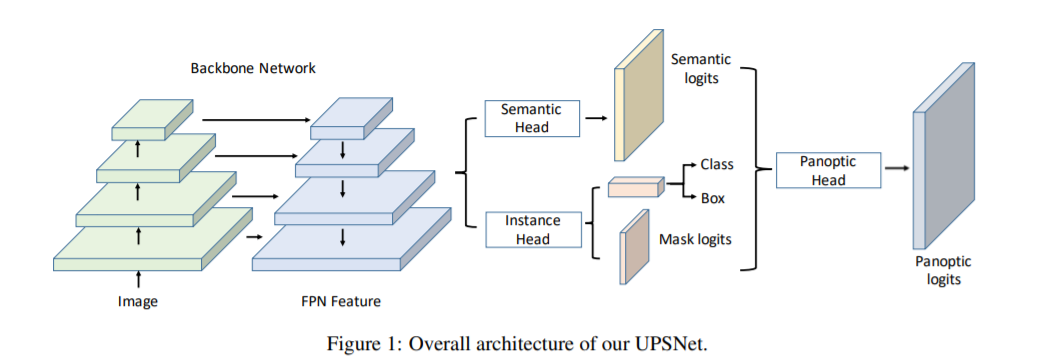 Backbone Network
Image
FPN Feature
Semantic
Head
Instance
Head
Semantic
logits
Class
Box
Mask logits
Panoptic
Head
Panoptic
logits
Figure 1: Overall architecture of our UPSNet.